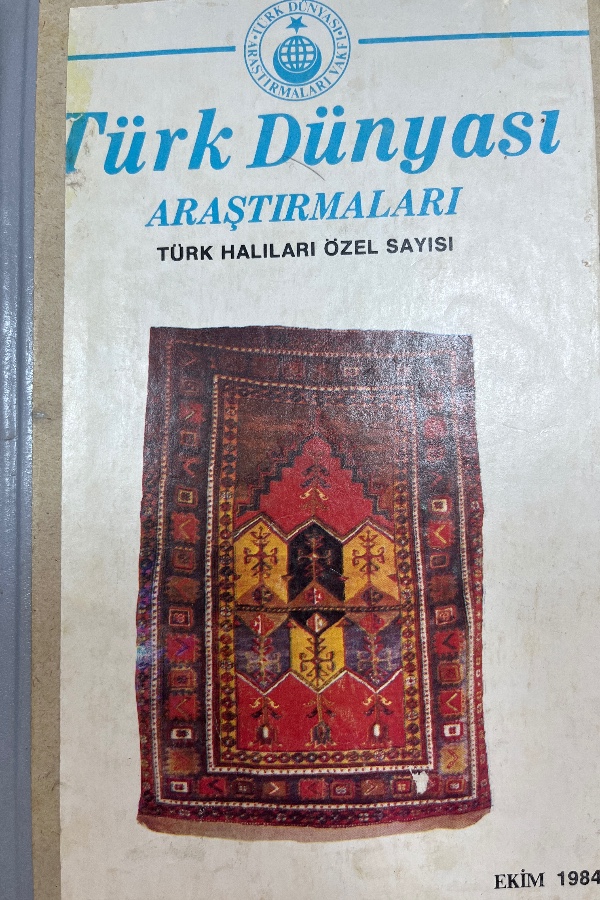 TÜRK DÜNYASI
ARAŞTIRMALARI VAKFI
Türk Dünyası
ARAŞTIRMALARI
TÜRK HALILARI ÖZEL SAYISI
EKİM 1984